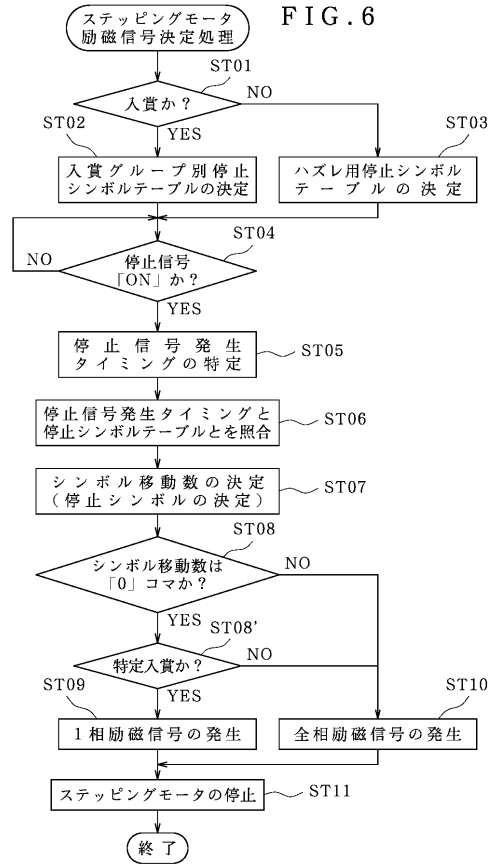 FIG.6
ステッピングモータ
励磁信号決定処理
ST01
入賞か？
NO
YES
ST02
入賞グループ別停止
シンボルテーブルの決定
ST03
ハズレ用停止シンボル
テーブルの決定
ST04
停止信号
「ON」か？
NO
YES
停止信号発生
タイミングの特定
ST05
停止信号発生タイミングと
停止シンボルテーブルとを照合
ST06
シンボル移動数の決定
（停止シンボルの決定）
ST07
ST08
シンボル移動数は
「0」コマか？
NO
YES
ST08'
特定入賞か？
NO
YES
ST09
1相励磁信号の発生
ST10
全相励磁信号の発生
ステッピングモータの停止
ST11
終了